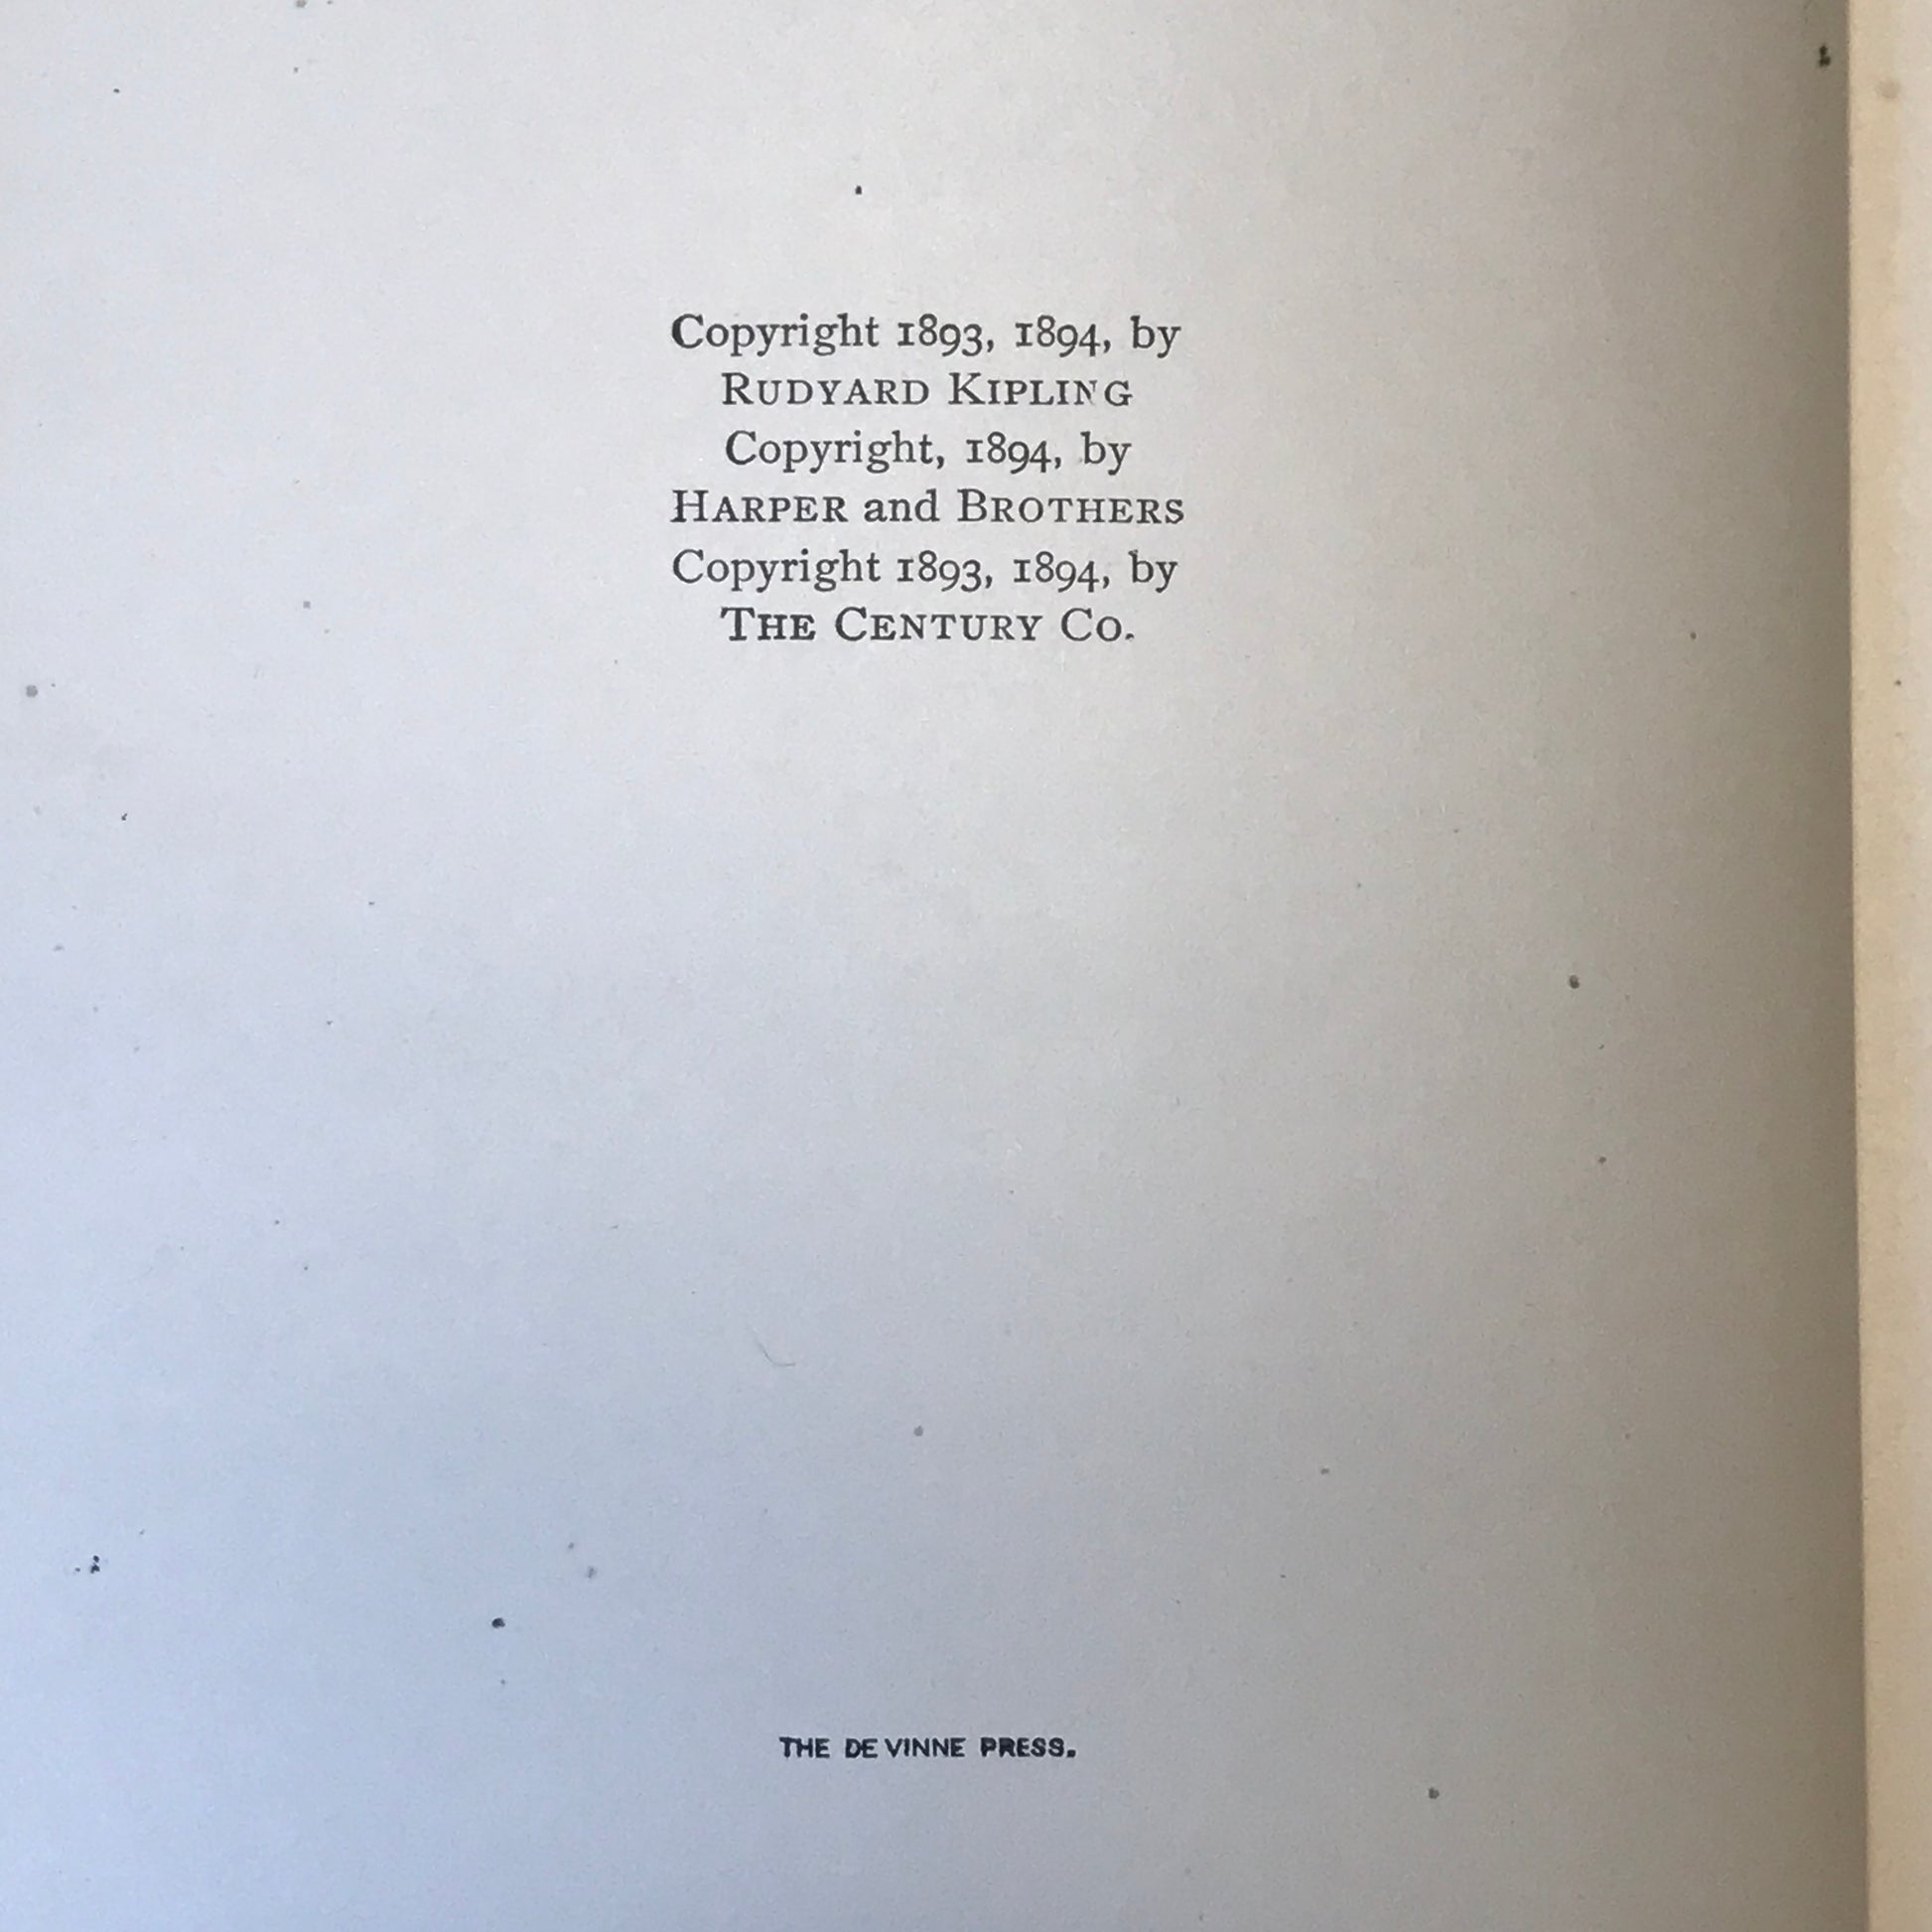 Copyright 1893, 1894, by
RUDYARD KIPLING
Copyright, 1894, by
HARPER and BROTHERS
Copyright 1893, 1894, by
THE CENTURY CO.
THE DE VINNE PRESS.